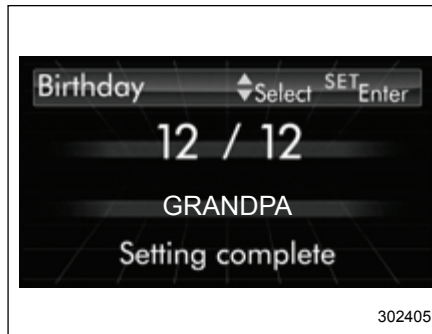 Birthday Select SET Enter
12 / 12
GRANDPA
Setting complete
302405